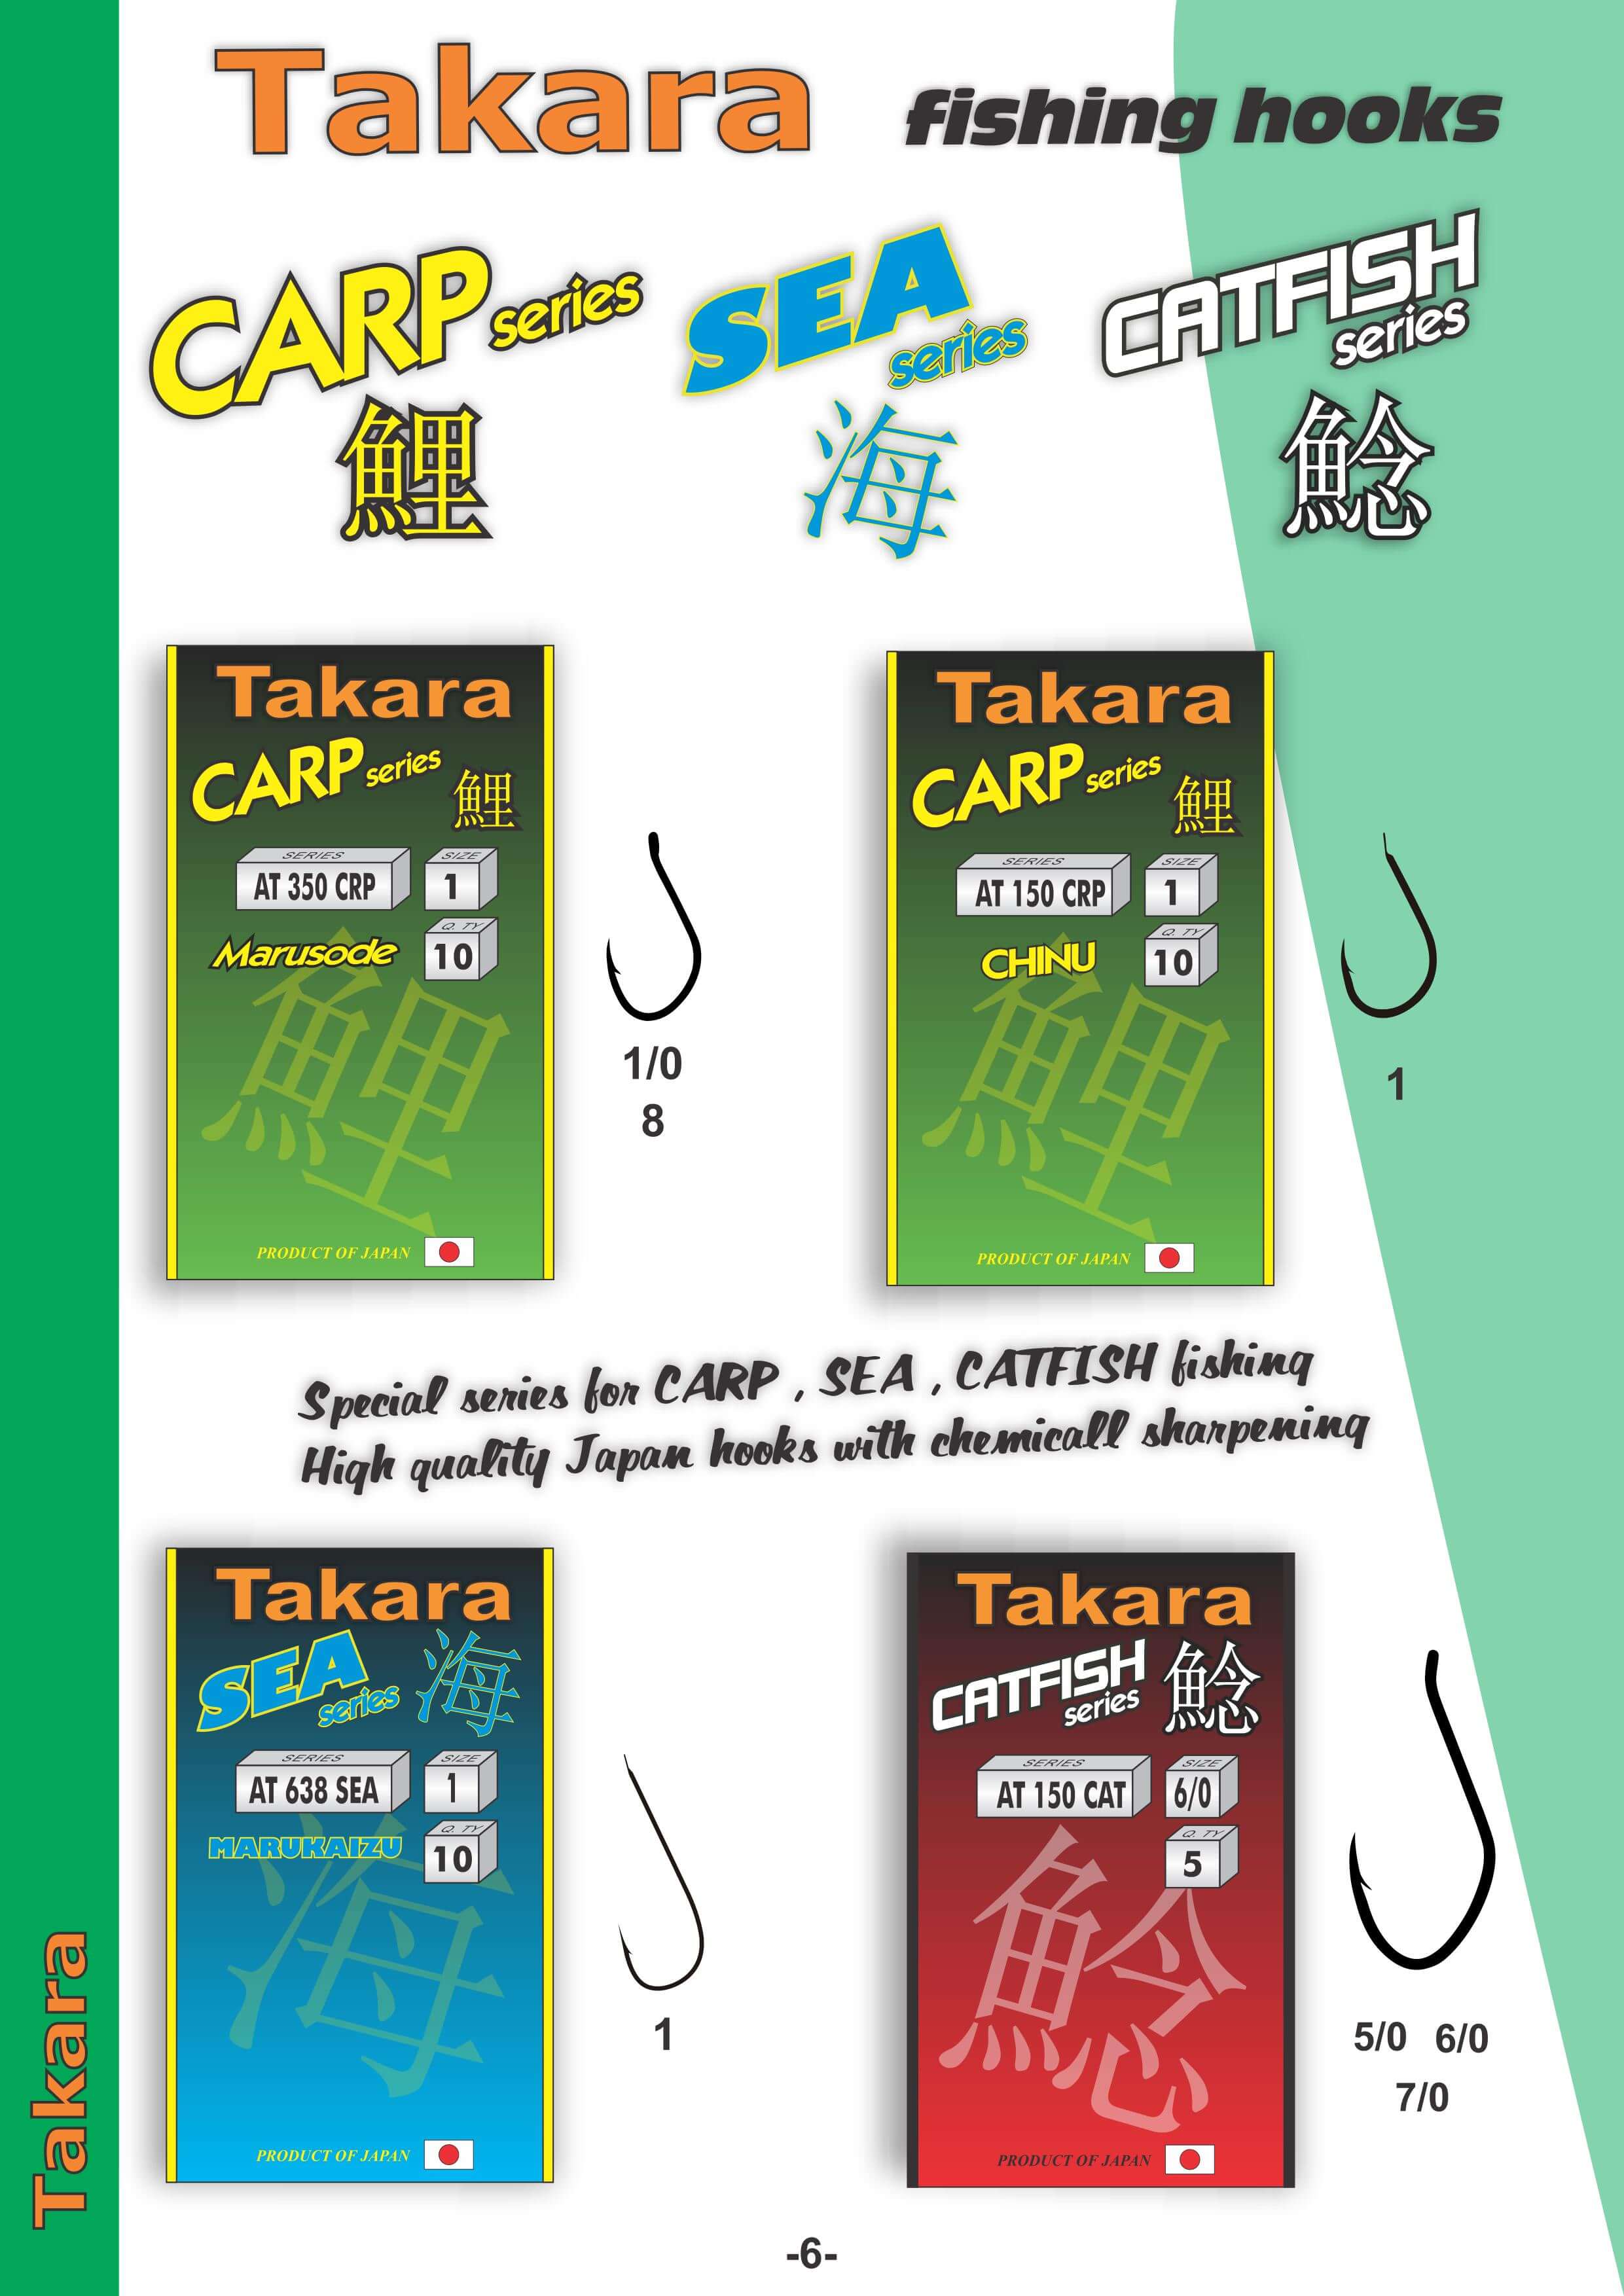 Takara fishing hooks
CARP series
SEA series
CATFISH series
鯉
海
鯰
Takara
CARP series 鯉
SERIES SIZE
AT 350 CRP 1
Q. TY
Marusode 10
鯉
PRODUCT OF JAPAN
1/0
8
Takara
CARP series 鯉
SERIES SIZE
AT 150 CRP 1
Q. TY
CHINU 10
鯉
PRODUCT OF JAPAN
1
Special series for CARP , SEA , CATFISH fishing
High quality Japan hooks with chemicall sharpening
Takara
SEA series 海
SERIES SIZE
AT 638 SEA 1
Q. TY
MARUKAIZU 10
海
PRODUCT OF JAPAN
1
Takara
CATFISH series 鯰
SERIES SIZE
AT 150 CAT 6/0
Q. TY
5
鯰
PRODUCT OF JAPAN
5/0 6/0
7/0
Takara
-6-